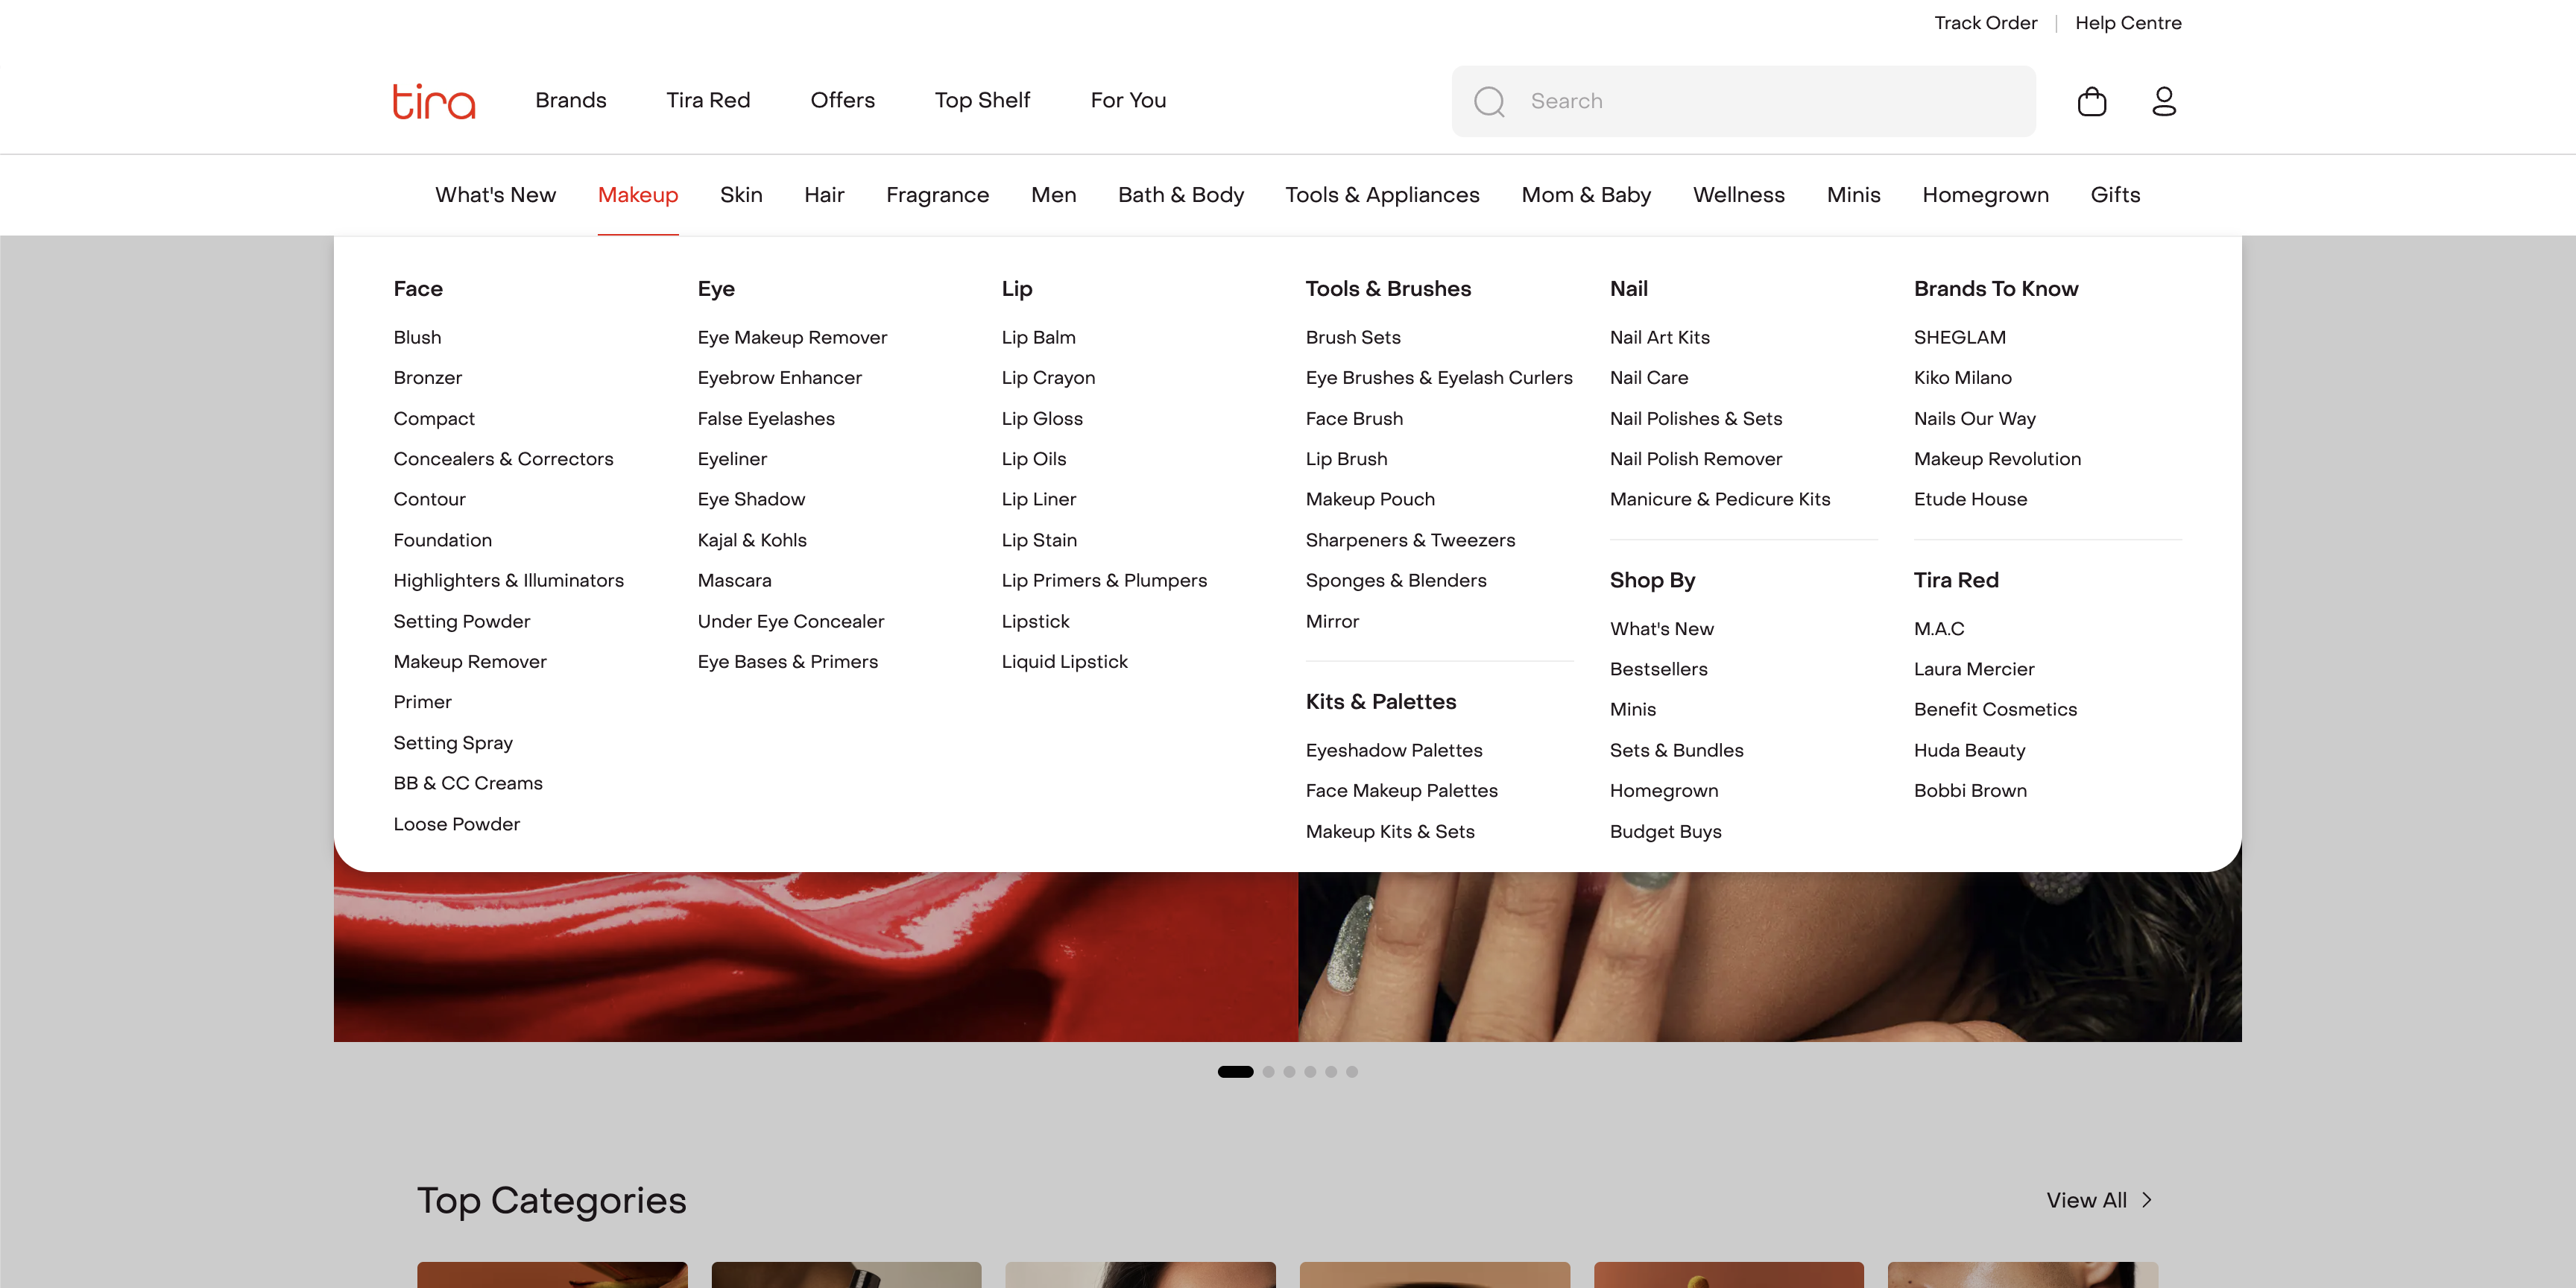 Track Order | Help Centre
tira
Brands
Tira Red
Offers
Top Shelf
For You
Search
What's New
Makeup
Skin
Hair
Fragrance
Men
Bath & Body
Tools & Appliances
Mom & Baby
Wellness
Minis
Homegrown
Gifts
Face
Blush
Bronzer
Compact
Concealers & Correctors
Contour
Foundation
Highlighters & Illuminators
Setting Powder
Makeup Remover
Primer
Setting Spray
BB & CC Creams
Loose Powder
Eye
Eye Makeup Remover
Eyebrow Enhancer
False Eyelashes
Eyeliner
Eye Shadow
Kajal & Kohls
Mascara
Under Eye Concealer
Eye Bases & Primers
Lip
Lip Balm
Lip Crayon
Lip Gloss
Lip Oils
Lip Liner
Lip Stain
Lip Primers & Plumpers
Lipstick
Liquid Lipstick
Tools & Brushes
Brush Sets
Eye Brushes & Eyelash Curlers
Face Brush
Lip Brush
Makeup Pouch
Sharpeners & Tweezers
Sponges & Blenders
Mirror
Kits & Palettes
Eyeshadow Palettes
Face Makeup Palettes
Makeup Kits & Sets
Nail
Nail Art Kits
Nail Care
Nail Polishes & Sets
Nail Polish Remover
Manicure & Pedicure Kits
Shop By
What's New
Bestsellers
Minis
Sets & Bundles
Homegrown
Budget Buys
Brands To Know
SHEGLAM
Kiko Milano
Nails Our Way
Makeup Revolution
Etude House
Tira Red
M.A.C
Laura Mercier
Benefit Cosmetics
Huda Beauty
Bobbi Brown
Top Categories
View All